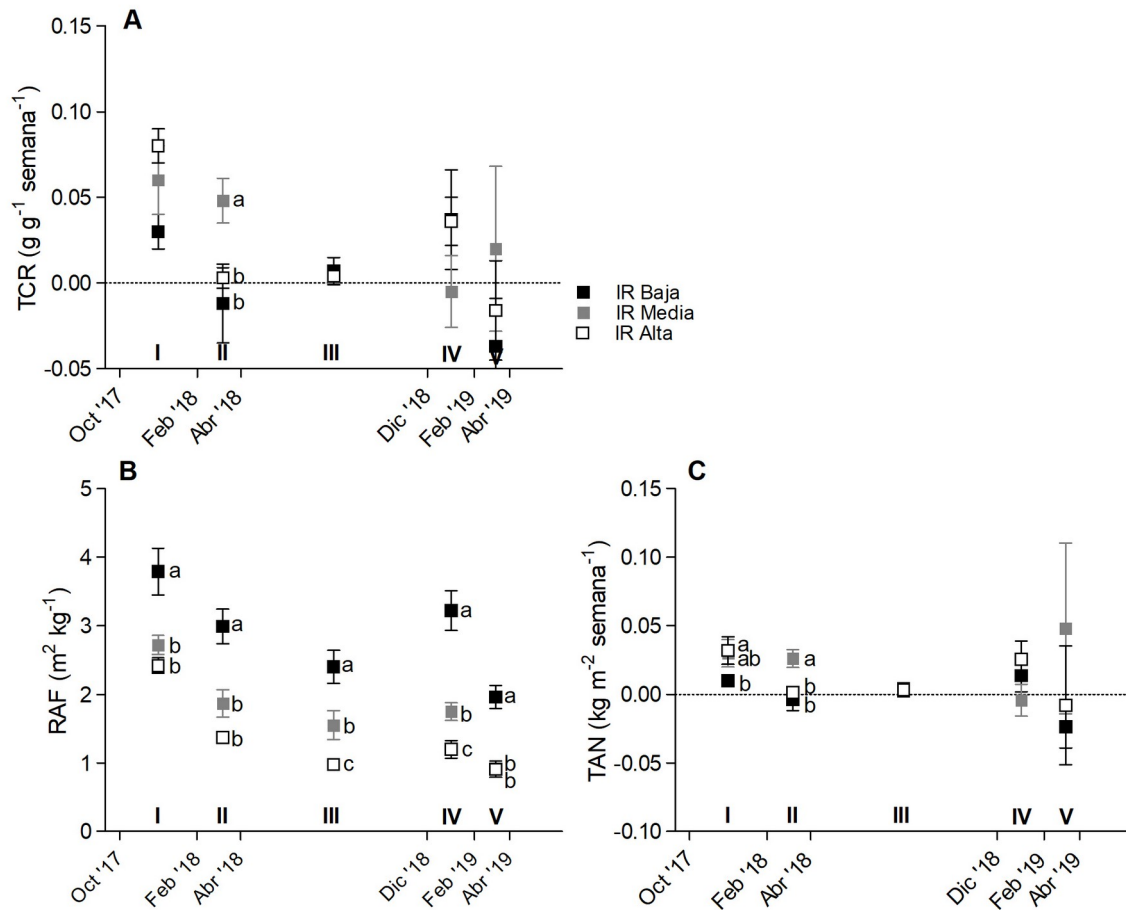 A
0.15
0.10
0.05
0.00
-0.05
TCR (g g⁻¹ semana⁻¹)
a
b
b
I II III IV V
Oct '17 Feb '18 Abr '18 Dic '18 Feb '19 Abr '19
IR Baja
IR Media
IR Alta
B
5
4
3
2
1
0
RAF (m² kg⁻¹)
a
b
b
a
b
b
a
b
c
a
b
c
a
b
b
I II III IV V
Oct '17 Feb '18 Abr '18 Dic '18 Feb '19 Abr '19
C
0.15
0.10
0.05
0.00
-0.05
-0.10
TAN (kg m⁻² semana⁻¹)
a
ab
b
a
b
b
I II III IV V
Oct '17 Feb '18 Abr '18 Dic '18 Feb '19 Abr '19